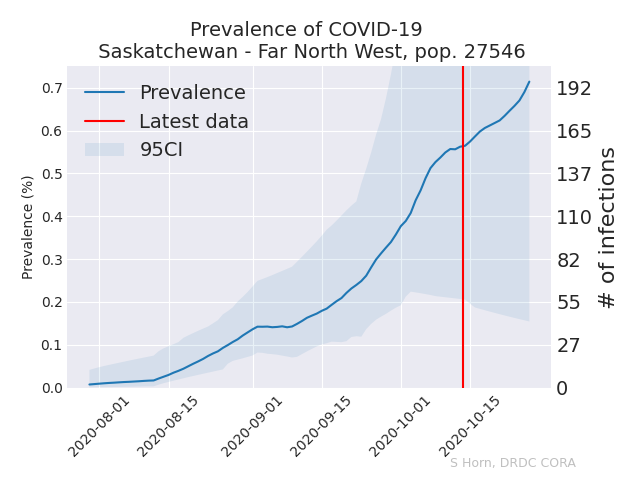 Prevalence of COVID-19
Saskatchewan - Far North West, pop. 27546
Prevalence
Latest data
95CI
Prevalence (%)
0.7
0.6
0.5
0.4
0.3
0.2
0.1
0.0
192
165
137
110
82
55
27
0
# of infections
2020-08-01
2020-08-15
2020-09-01
2020-09-15
2020-10-01
2020-10-15
S Horn, DRDC CORA